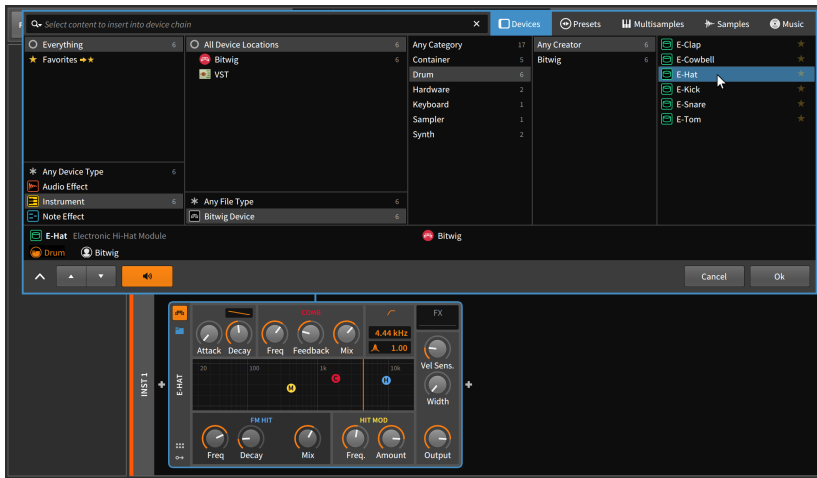 Select content to insert into device chain
Devices
Presets
Multisamples
Samples
Music
Everything 6
Favorites
Any Device Type 6
Audio Effect
Instrument 6
Note Effect
All Device Locations 6
Bitwig 6
VST
Any File Type 6
Bitwig Device 6
Any Category 17
Container 5
Drum 6
Hardware 2
Keyboard 1
Sampler 1
Synth 2
Any Creator 6
Bitwig 6
E-Clap
E-Cowbell
E-Hat
E-Kick
E-Snare
E-Tom
E-Hat Electronic Hi-Hat Module
Bitwig
Drum Bitwig
Cancel Ok
INST 1
E-HAT
Attack Decay
Freq Feedback Mix
4.44 kHz
1.00
FX
Vel Sens.
Width
Output
20 100 1k 10k
M C H
FM HIT
Freq Decay Mix
HIT MOD
Freq. Amount